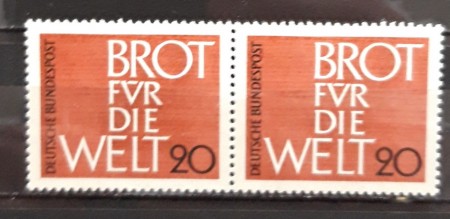 DEUTSCHE BUNDESPOST
BROT
FÜR
DIE
WELT 20
DEUTSCHE BUNDESPOST
BROT
FÜR
DIE
WELT 20